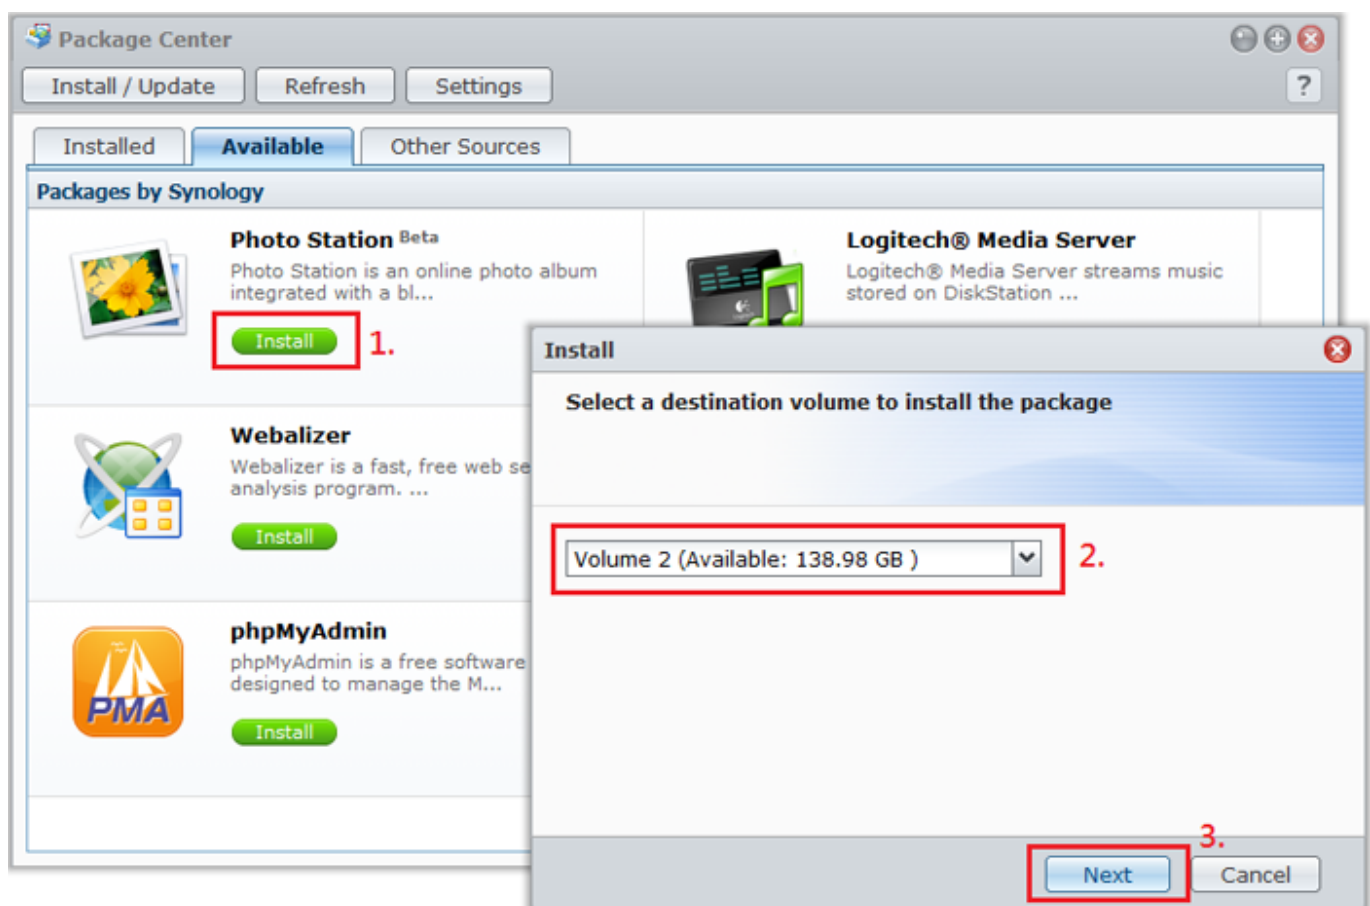 Package Center
Install / Update
Refresh
Settings
?
Installed
Available
Other Sources
Packages by Synology
Photo Station Beta
Photo Station is an online photo album
integrated with a bl...
Install
1.
Logitech® Media Server
Logitech® Media Server streams music
stored on DiskStation ...
Webalizer
Webalizer is a fast, free web se
analysis program. ...
Install
phpMyAdmin
phpMyAdmin is a free software
designed to manage the M...
Install
PMA
Install
Select a destination volume to install the package
Volume 2 (Available: 138.98 GB )
2.
3.
Next
Cancel